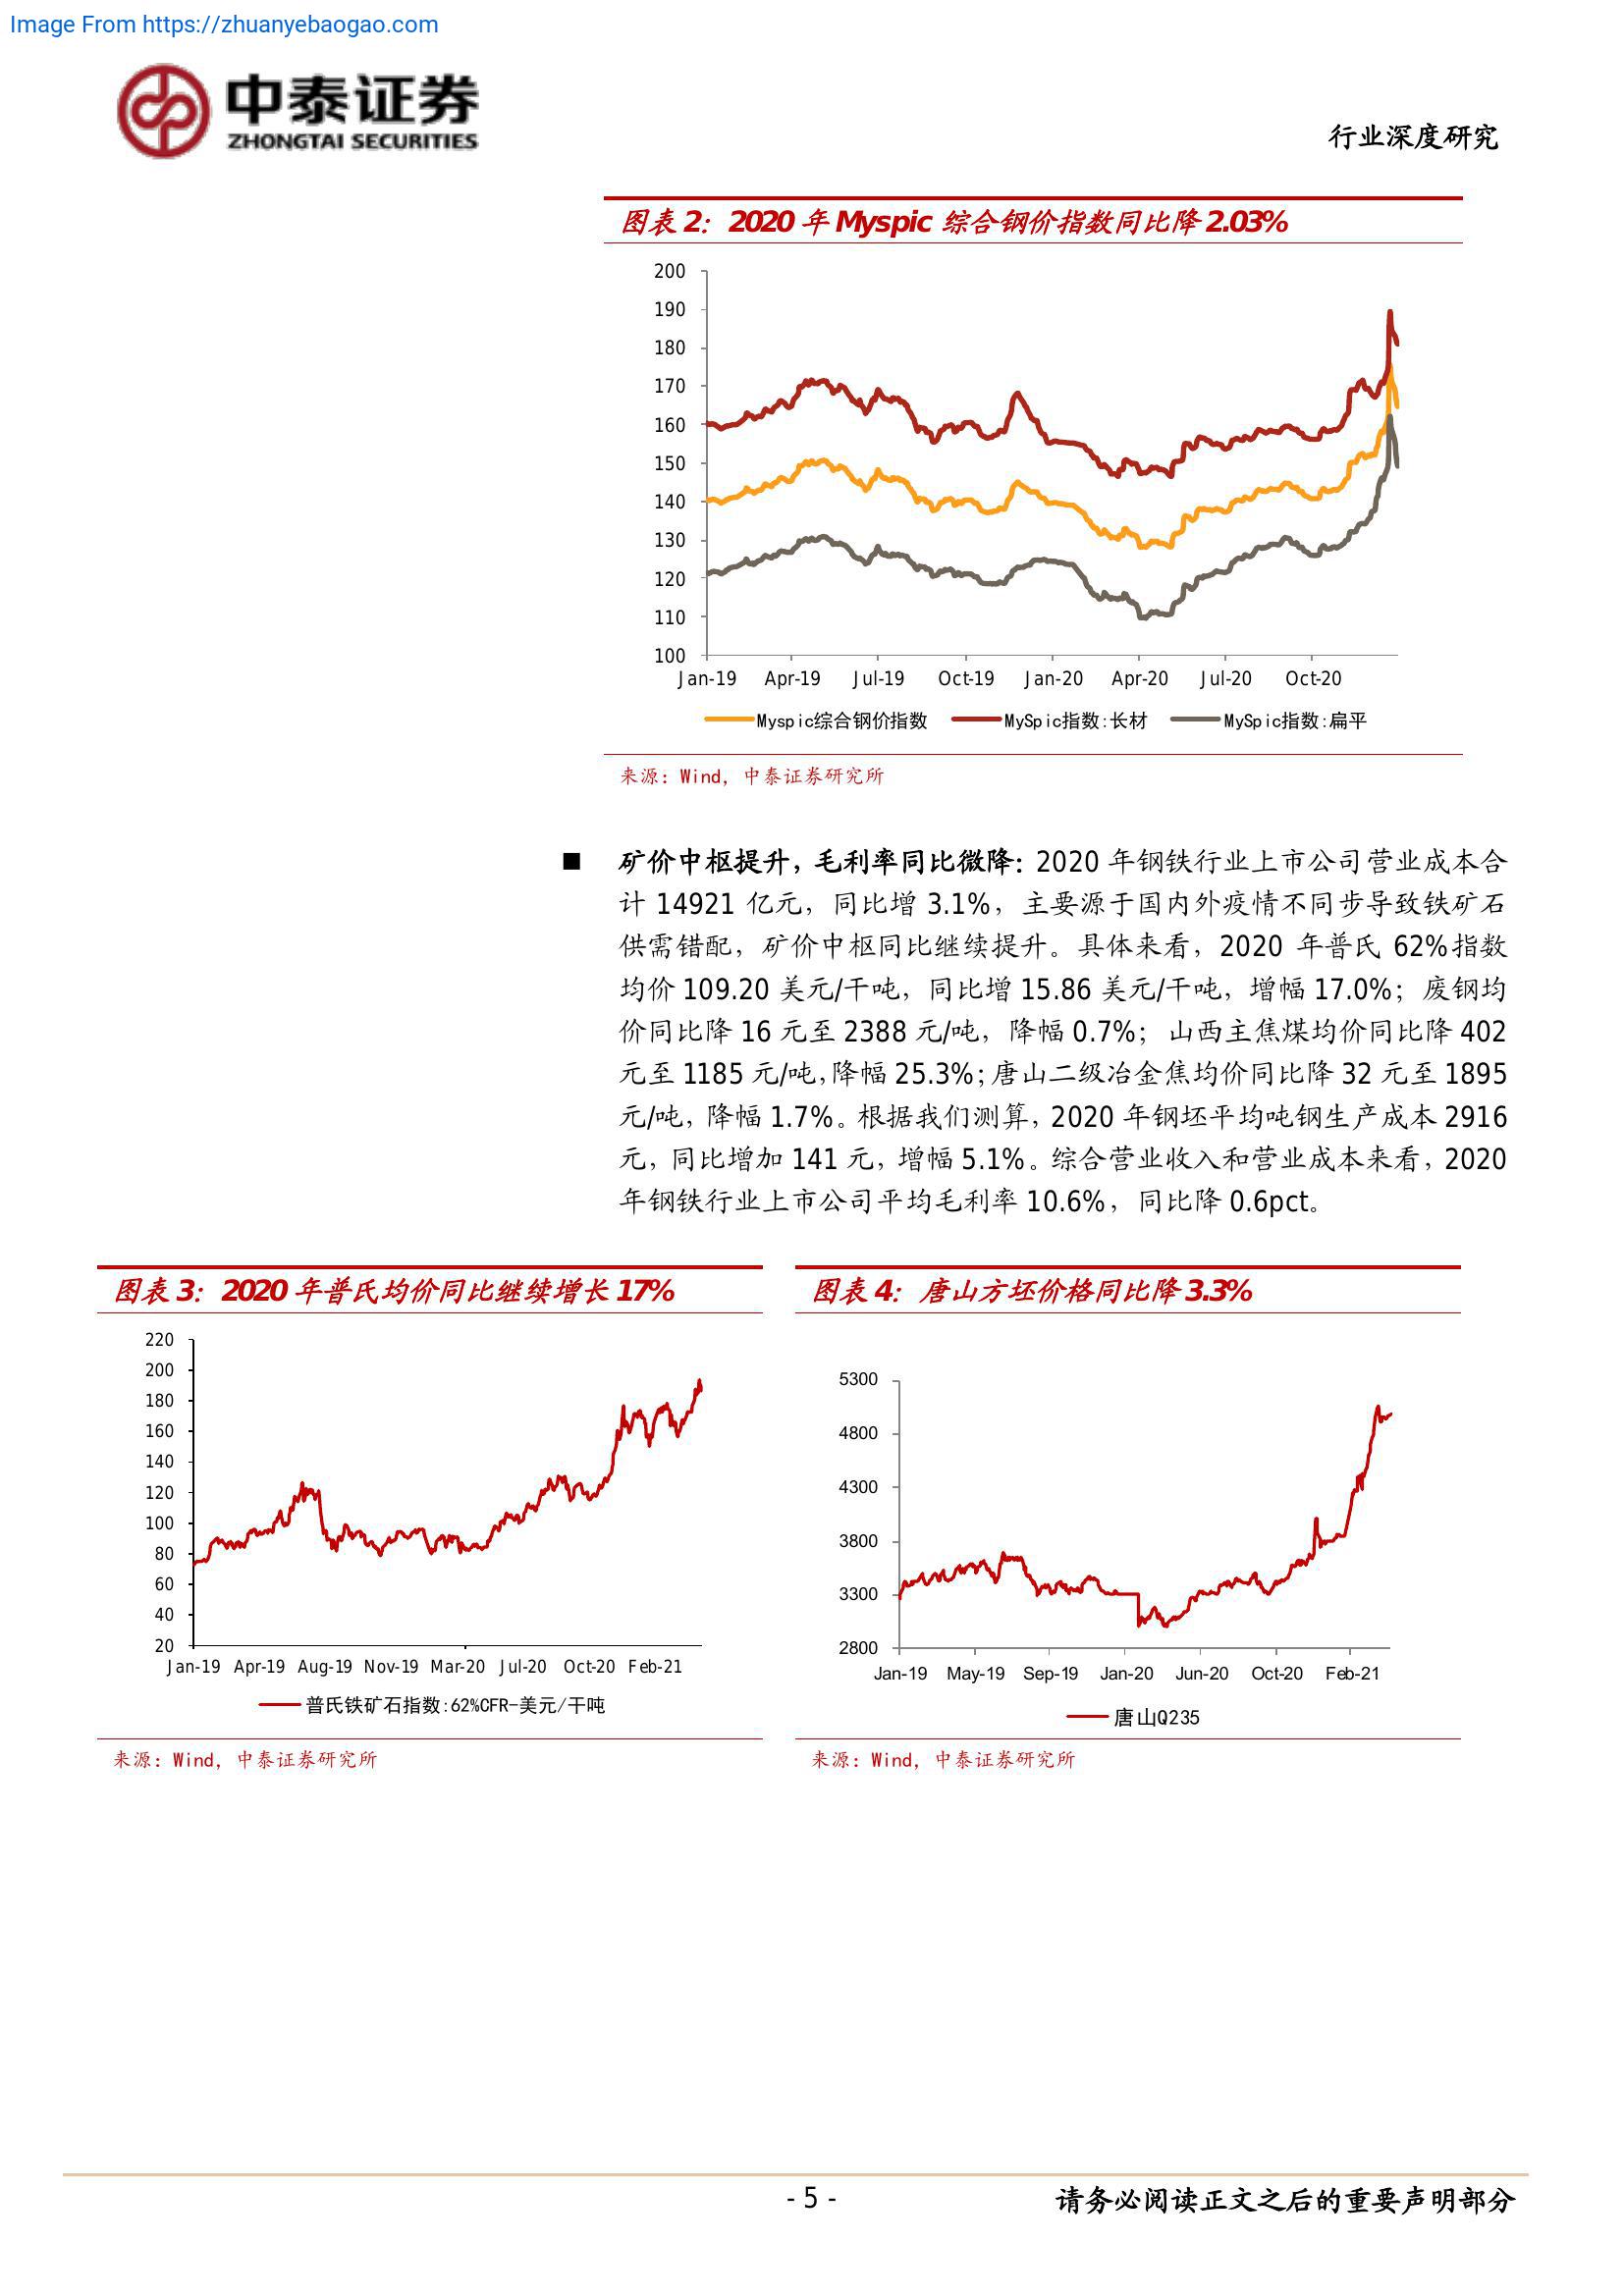 Image From https://zhuanyebaogao.com
中泰证券
ZHONGTAI SECURITIES
行业深度研究
图表 2：2020 年 Myspic 综合钢价指数同比降 2.03%
200
190
180
170
160
150
140
130
120
110
100
Jan-19 Apr-19 Jul-19 Oct-19 Jan-20 Apr-20 Jul-20 Oct-20
Myspic综合钢价指数 MySpic指数:长材 MySpic指数:扁平
来源：Wind，中泰证券研究所
■ 矿价中枢提升，毛利率同比微降：2020 年钢铁行业上市公司营业成本合
计 14921 亿元，同比增 3.1%，主要源于国内外疫情不同步导致铁矿石
供需错配，矿价中枢同比继续提升。具体来看，2020 年普氏 62%指数
均价 109.20 美元/干吨，同比增 15.86 美元/干吨，增幅 17.0%；废钢均
价同比降 16 元至 2388 元/吨，降幅 0.7%；山西主焦煤均价同比降 402
元至 1185 元/吨，降幅 25.3%；唐山二级冶金焦均价同比降 32 元至 1895
元/吨，降幅 1.7%。根据我们测算，2020 年钢坯平均吨钢生产成本 2916
元，同比增加 141 元，增幅 5.1%。综合营业收入和营业成本来看，2020
年钢铁行业上市公司平均毛利率 10.6%，同比降 0.6pct。
图表 3：2020 年普氏均价同比继续增长 17%
220
200
180
160
140
120
100
80
60
40
20
Jan-19 Apr-19 Aug-19 Nov-19 Mar-20 Jul-20 Oct-20 Feb-21
普氏铁矿石指数:62%CFR-美元/干吨
来源：Wind，中泰证券研究所
图表 4：唐山方坯价格同比降 3.3%
5300
4800
4300
3800
3300
2800
Jan-19 May-19 Sep-19 Jan-20 Jun-20 Oct-20 Feb-21
唐山Q235
来源：Wind，中泰证券研究所
- 5 -
请务必阅读正文之后的重要声明部分